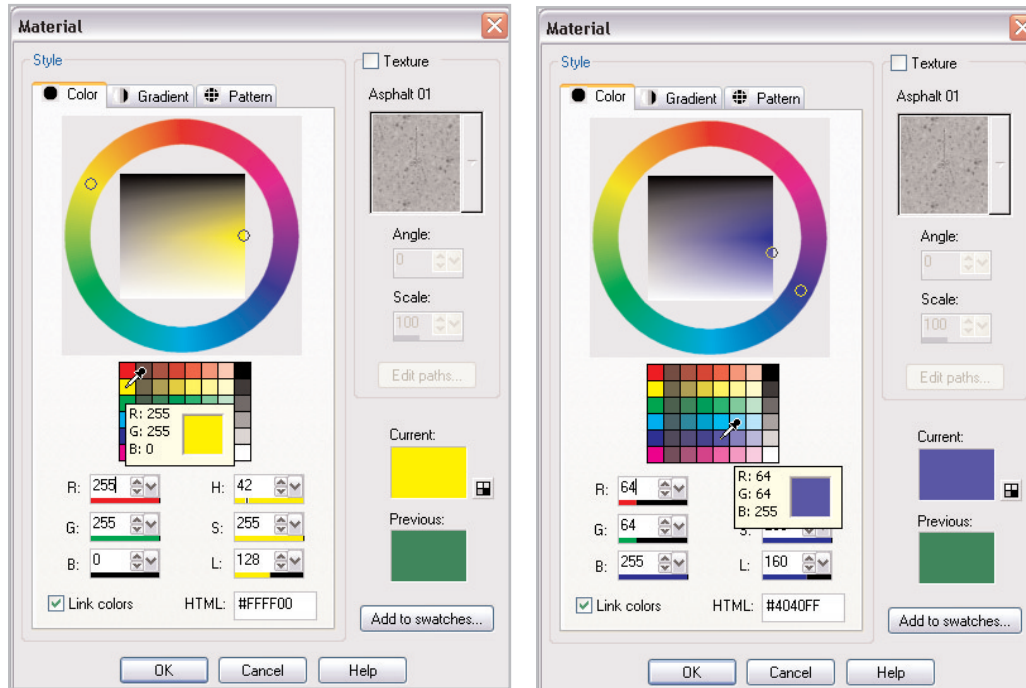 Material
Style
Color
Gradient
Pattern
Texture
Asphalt 01
Angle:
0
Scale:
100
Edit paths...
R: 255
G: 255
B: 0
Current:
Previous:
R: 255
H: 42
G: 255
S: 255
B: 0
L: 128
Link colors
HTML: #FFFF00
Add to swatches...
OK
Cancel
Help
Material
Style
Color
Gradient
Pattern
Texture
Asphalt 01
Angle:
0
Scale:
100
Edit paths...
Current:
Previous:
R: 64
G: 64
B: 255
R: 64
G: 64
S:
B: 255
L: 160
Link colors
HTML: #4040FF
Add to swatches...
OK
Cancel
Help